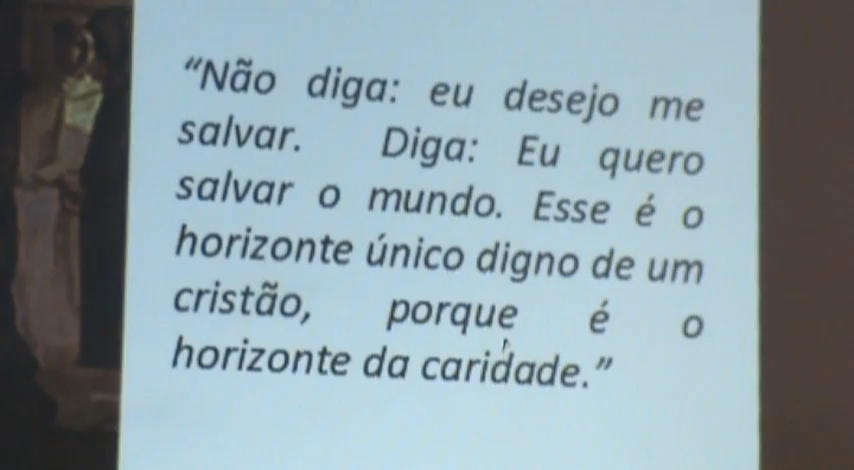 “Não diga: eu desejo me
salvar. Diga: Eu quero
salvar o mundo. Esse é o
horizonte único digno de um
cristão, porque é o
horizonte da caridade.”